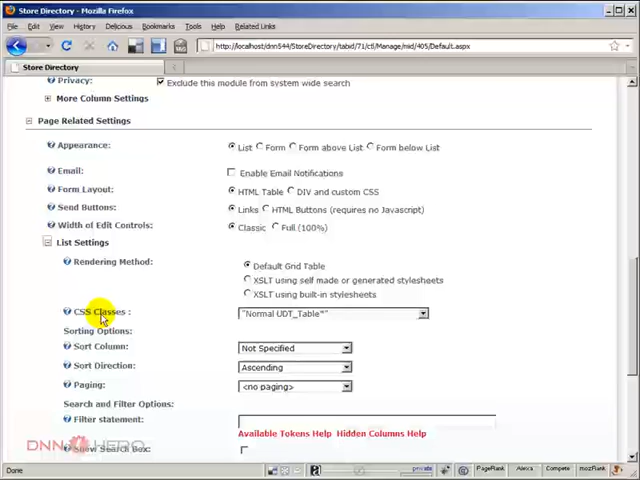 Store Directory - Mozilla Firefox
File Edit View History Delicious Bookmarks Tools Help Related Links
http://localhost/dnn544/StoreDirectory/tabid/71/ctl/Manage/mid/405/Default.aspx
Store Directory
Privacy: Exclude this module from system wide search
More Column Settings
Page Related Settings
Appearance: List Form Form above List Form below List
Email: Enable Email Notifications
Form Layout: HTML Table DIV and custom CSS
Send Buttons: Links HTML Buttons (requires no Javascript)
Width of Edit Controls: Classic Full (100%)
List Settings
Rendering Method: Default Grid Table
XSLT using self made or generated stylesheets
XSLT using built-in stylesheets
CSS Classes : "Normal UDT_Table*"
Sorting Options:
Sort Column: Not Specified
Sort Direction: Ascending
Paging: <no paging>
Search and Filter Options:
Filter statement:
Available Tokens Help Hidden Columns Help
DNN HERO
Show Search Box:
Done private PageRank Alexa Compete mozRank